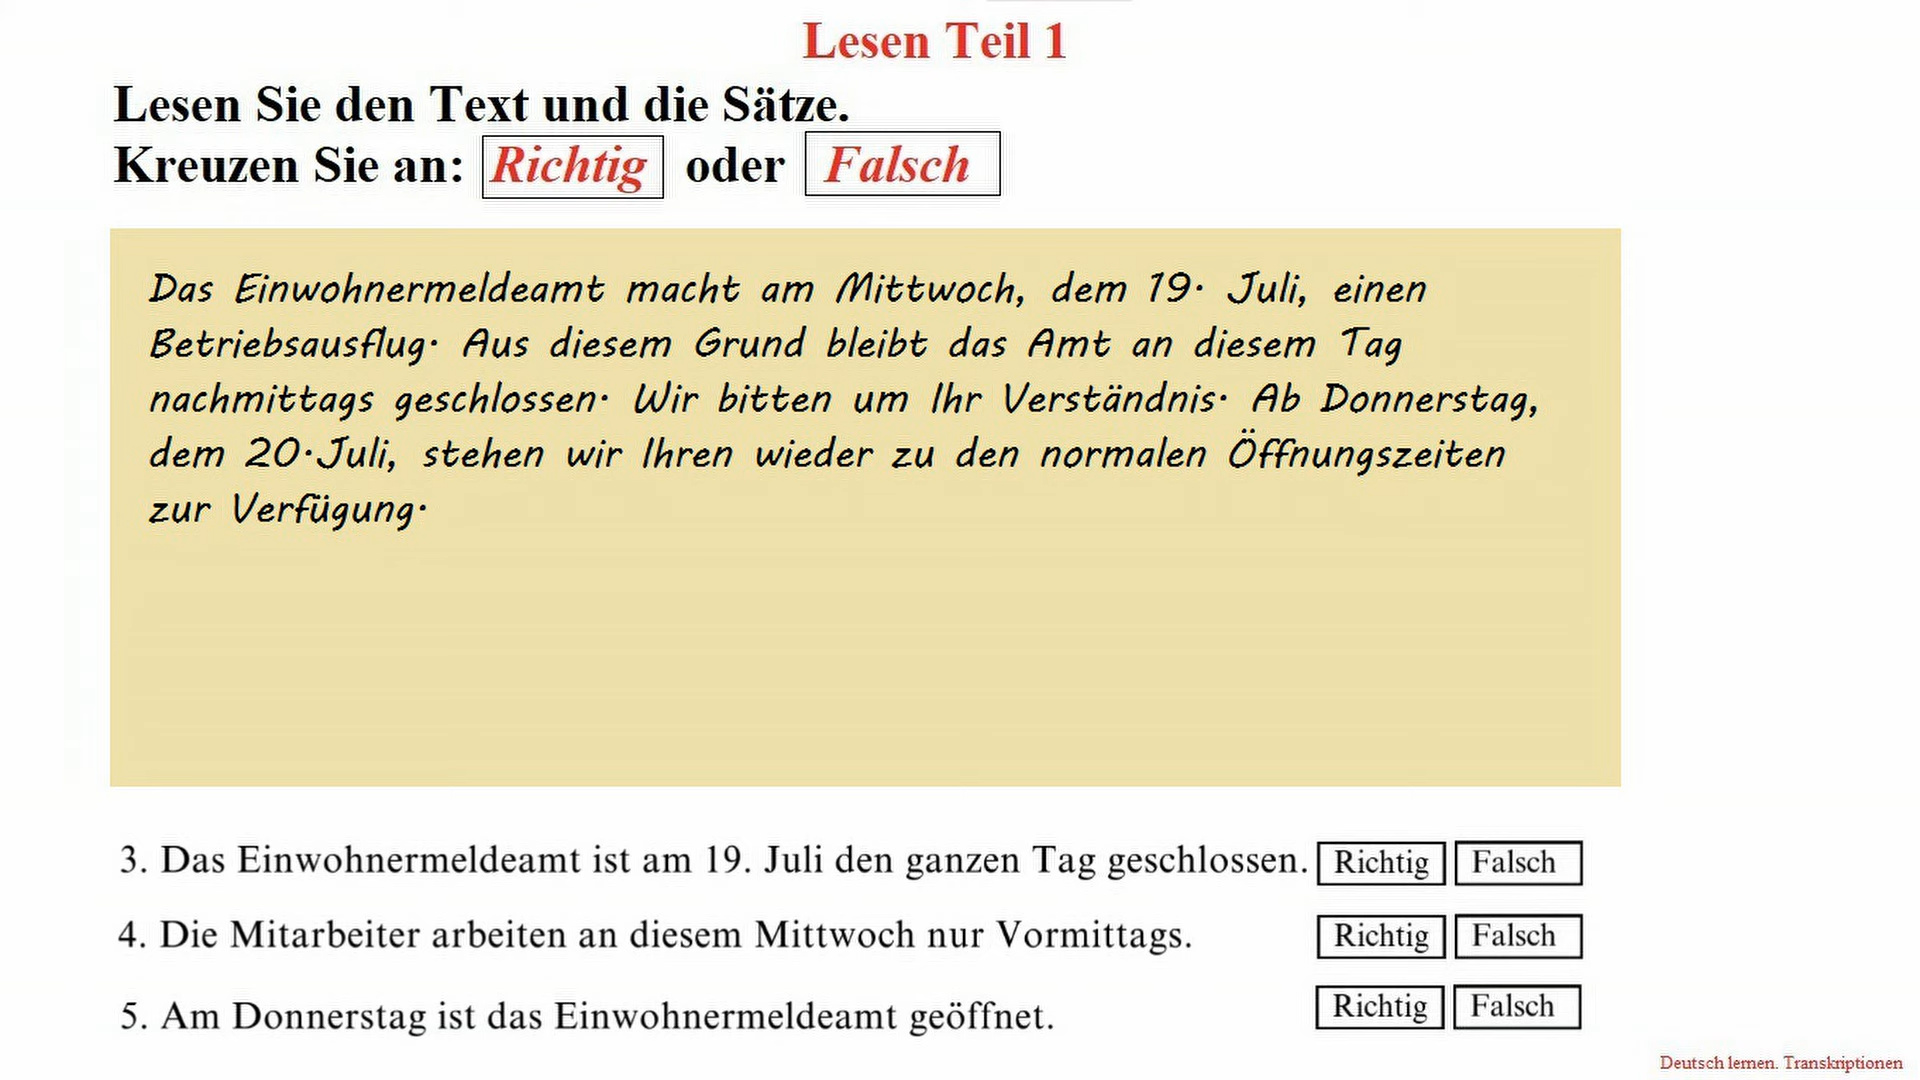 Lesen Teil 1
Lesen Sie den Text und die Sätze.
Kreuzen Sie an: Richtig oder Falsch
Das Einwohnermeldeamt macht am Mittwoch, dem 19. Juli, einen
Betriebsausflug. Aus diesem Grund bleibt das Amt an diesem Tag
nachmittags geschlossen. Wir bitten um Ihr Verständnis. Ab Donnerstag,
dem 20.Juli, stehen wir Ihren wieder zu den normalen Öffnungszeiten
zur Verfügung.
3. Das Einwohnermeldeamt ist am 19. Juli den ganzen Tag geschlossen. Richtig Falsch
4. Die Mitarbeiter arbeiten an diesem Mittwoch nur Vormittags. Richtig Falsch
5. Am Donnerstag ist das Einwohnermeldeamt geöffnet. Richtig Falsch
Deutsch lernen. Transkriptionen